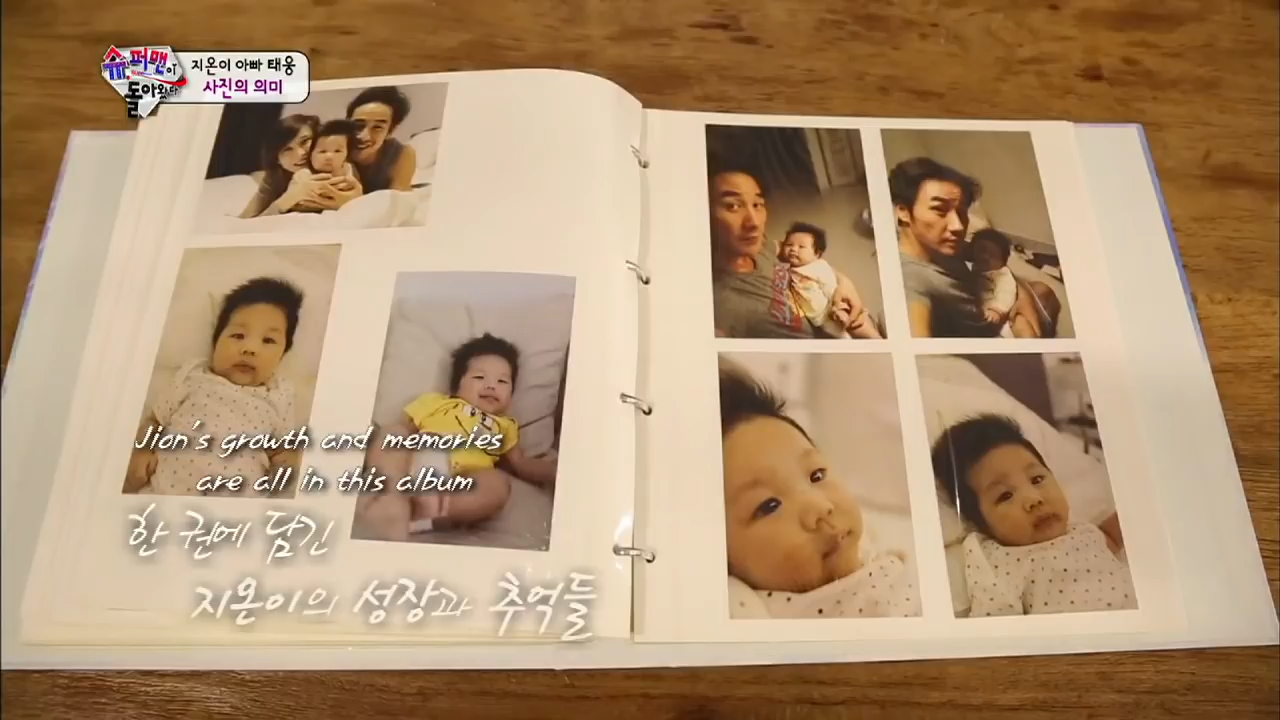 슈퍼맨이
돌아왔다
지온이 아빠 태웅
사진의 의미
Jion's growth and memories
are all in this album
한 권에 담긴
지온이의 성장과 추억들